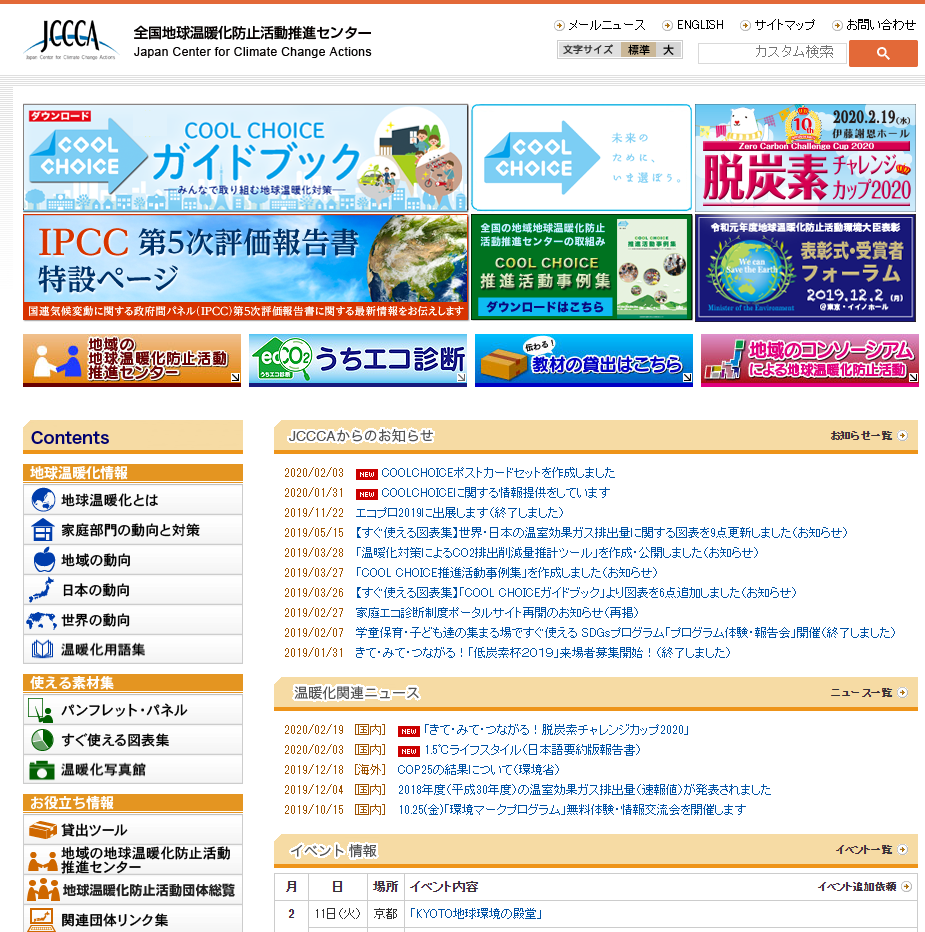 JCCCA
Japan Center for Climate Change Actions
全国地球温暖化防止活動推進センター
Japan Center for Climate Change Actions
メールニュース
ENGLISH
サイトマップ
お問い合わせ
文字サイズ 標準 大
カスタム検索
ダウンロード
COOL CHOICE
COOL CHOICE
ガイドブック
―みんなで取り組む地球温暖化対策―
COOL CHOICE
未来の
ために、
いま選ぼう。
10th
2020.2.19(水)
伊藤謝恩ホール
Zero Carbon Challenge Cup 2020
脱炭素チャレンジカップ2020
IPCC 第5次評価報告書
特設ページ
国連気候変動に関する政府間パネル(IPCC)第5次評価報告書に関する最新情報をお伝えします
全国の地域地球温暖化防止
活動推進センターの取組み
COOL CHOICE
推進活動事例集
ダウンロードはこちら
COOL CHOICE
推進活動事例集
令和元年度地球温暖化防止活動環境大臣表彰
We can
Save the Earth
Minister of the Environment
表彰式・受賞者
フォーラム
2019.12.2(月)
@東京・イイノホール
地域の
地球温暖化防止活動
推進センター
ecO2
うちエコ診断
うちエコ診断
伝わる!
教材の貸出はこちら
地域のコンソーシアム
による地球温暖化防止活動
Contents
地球温暖化情報
地球温暖化とは
家庭部門の動向と対策
地域の動向
日本の動向
世界の動向
温暖化用語集
使える素材集
パンフレット・パネル
すぐ使える図表集
温暖化写真館
お役立ち情報
貸出ツール
地域の地球温暖化防止活動
推進センター
地球温暖化防止活動団体総覧
関連団体リンク集
JCCCAからのお知らせ
お知らせ一覧
2020/02/03 NEW COOLCHOICEポストカードセットを作成しました
2020/01/31 NEW COOLCHOICEに関する情報提供をしています
2019/11/22 エコプロ2019に出展します(終了しました)
2019/05/15 【すぐ使える図表集】世界・日本の温室効果ガス排出量に関する図表を9点更新しました(お知らせ)
2019/03/28 「温暖化対策によるCO2排出削減量推計ツール」を作成・公開しました(お知らせ)
2019/03/27 「COOL CHOICE推進活動事例集」を作成しました(お知らせ)
2019/03/26 【すぐ使える図表集】「COOL CHOICEガイドブック」より図表を6点追加しました(お知らせ)
2019/02/27 家庭エコ診断制度ポータルサイト再開のお知らせ(再掲)
2019/02/07 学童保育・子ども達の集まる場ですぐ使える SDGsプログラム「プログラム体験・報告会」開催(終了しました)
2019/01/31 きて・みて・つながる!「低炭素杯2019」来場者募集開始!(終了しました)
温暖化関連ニュース
ニュース一覧
2020/02/19 [国内] NEW 「きて・みて・つながる!脱炭素チャレンジカップ2020」
2020/02/03 [国内] NEW 1.5℃ライフスタイル(日本語要約版報告書)
2019/12/18 [海外] COP25の結果について(環境省)
2019/12/04 [国内] 2018年度(平成30年度)の温室効果ガス排出量(速報値)が発表されました
2019/10/15 [国内] 10.25(金)「環境マークプログラム」無料体験・情報交流会を開催します
イベント 情報
イベント一覧
月 日 場所 イベント内容 イベント追加依頼
2 11日(火) 京都 「KYOTO地球環境の殿堂」